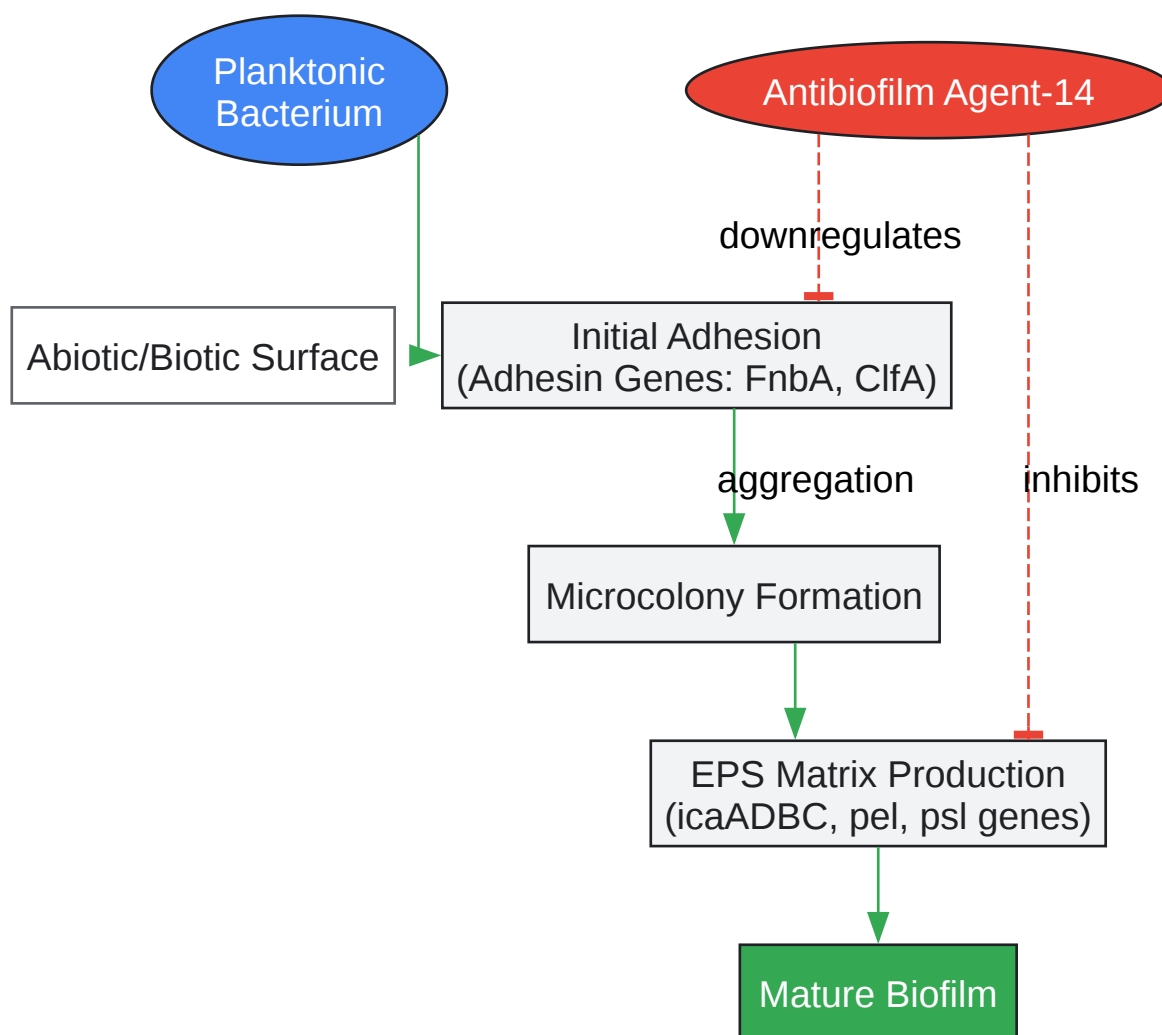 Planktonic
Bacterium
Antibiofilm Agent-14
downregulates
Abiotic/Biotic Surface
Initial Adhesion
(Adhesin Genes: FnbA, ClfA)
aggregation
inhibits
Microcolony Formation
EPS Matrix Production
(icaADBC, pel, psl genes)
Mature Biofilm